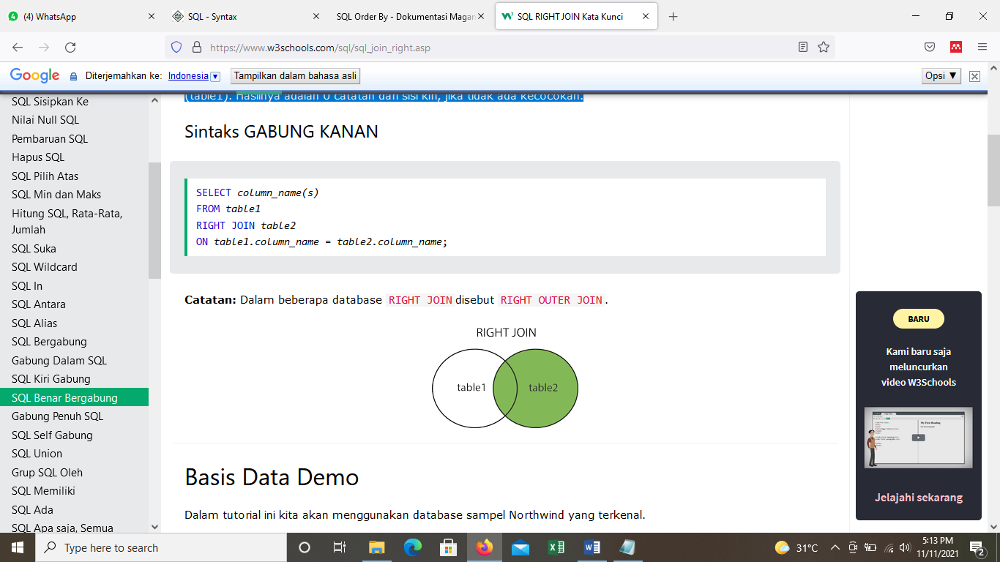 (4) WhatsApp
SQL - Syntax
SQL Order By - Dokumentasi Magan
SQL RIGHT JOIN Kata Kunci
https://www.w3schools.com/sql/sql_join_right.asp
Google
Diterjemahkan ke: Indonesia
Tampilkan dalam bahasa asli
Opsi ▼
SQL Sisipkan Ke
Nilai Null SQL
Pembaruan SQL
Hapus SQL
SQL Pilih Atas
SQL Min dan Maks
Hitung SQL, Rata-Rata,
Jumlah
SQL Suka
SQL Wildcard
SQL In
SQL Antara
SQL Alias
SQL Bergabung
Gabung Dalam SQL
SQL Kiri Gabung
SQL Benar Bergabung
Gabung Penuh SQL
SQL Self Gabung
SQL Union
Grup SQL Oleh
SQL Memiliki
SQL Ada
SQL Apa saja, Semua
(table1). Hasilnya adalah 0 catatan dari sisi kiri, jika tidak ada kecocokan.
Sintaks GABUNG KANAN
SELECT column_name(s)
FROM table1
RIGHT JOIN table2
ON table1.column_name = table2.column_name;
Catatan: Dalam beberapa database RIGHT JOIN disebut RIGHT OUTER JOIN .
RIGHT JOIN
table1
table2
Basis Data Demo
Dalam tutorial ini kita akan menggunakan database sampel Northwind yang terkenal.
BARU
Kami baru saja
meluncurkan
video W3Schools
Jelajahi sekarang
Type here to search
31°C
5:13 PM
11/11/2021
2